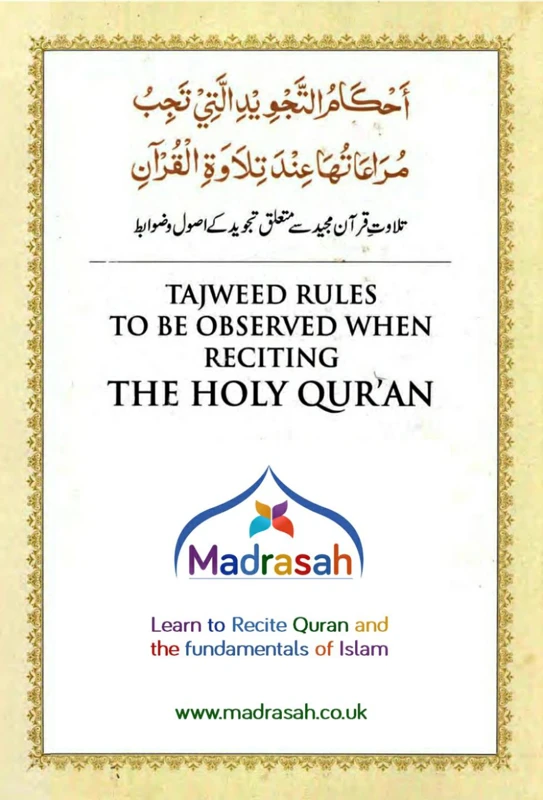 أَحْكَامُ التَّجْوِيْدِ الَّتِيْ تَجِبُ
مُرَاعَاتُهَا عِنْدَ تِلَاوَةِ الْقُرْآنِ
تلاوتِ قرآن مجید سے متعلق تجوید کے اصول و ضوابط
TAJWEED RULES
TO BE OBSERVED WHEN
RECITING
THE HOLY QUR’AN
Madrasah
Learn to Recite Quran and
the fundamentals of Islam
www.madrasah.co.uk